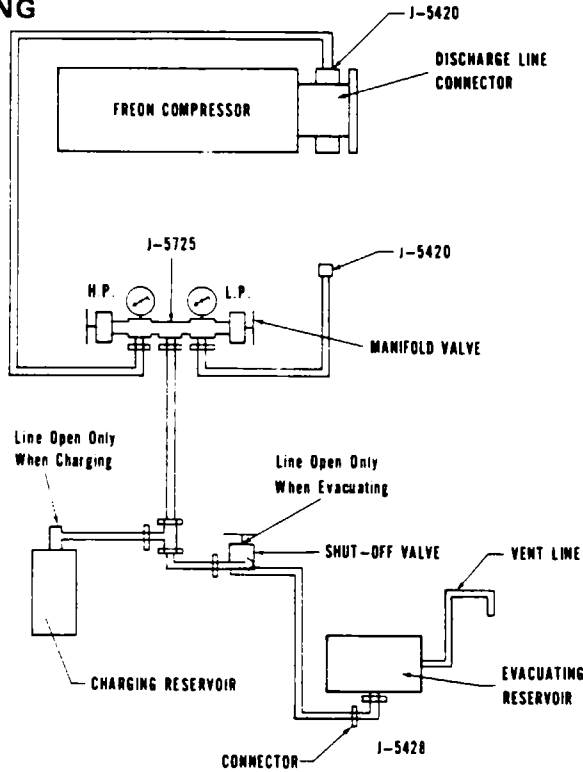 NG
J-5420
DISCHARGE LINE
CONNECTOR
FREON COMPRESSOR
J-5725
J-5420
H.P.
L.P.
MANIFOLD VALVE
Line Open Only
When Charging
Line Open Only
When Evacuating
SHUT-OFF VALVE
VENT LINE
CHARGING RESERVOIR
EVACUATING
RESERVOIR
CONNECTOR
J-5428